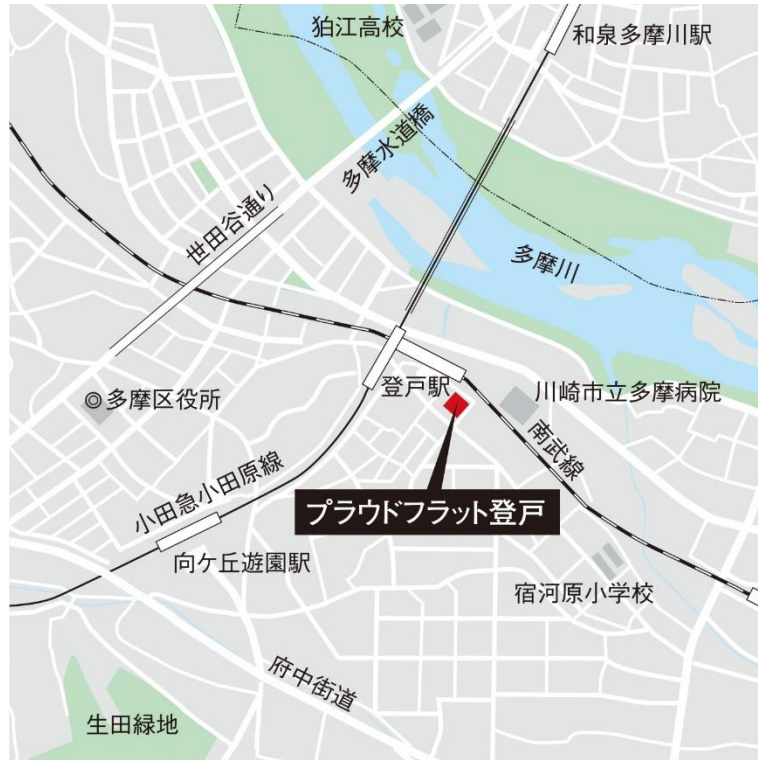 狛江高校
和泉多摩川駅
多摩水道橋
世田谷通り
多摩川
登戸駅
川崎市立多摩病院
◎多摩区役所
南武線
小田急小田原線
プラウドフラット登戸
向ケ丘遊園駅
宿河原小学校
府中街道
生田緑地